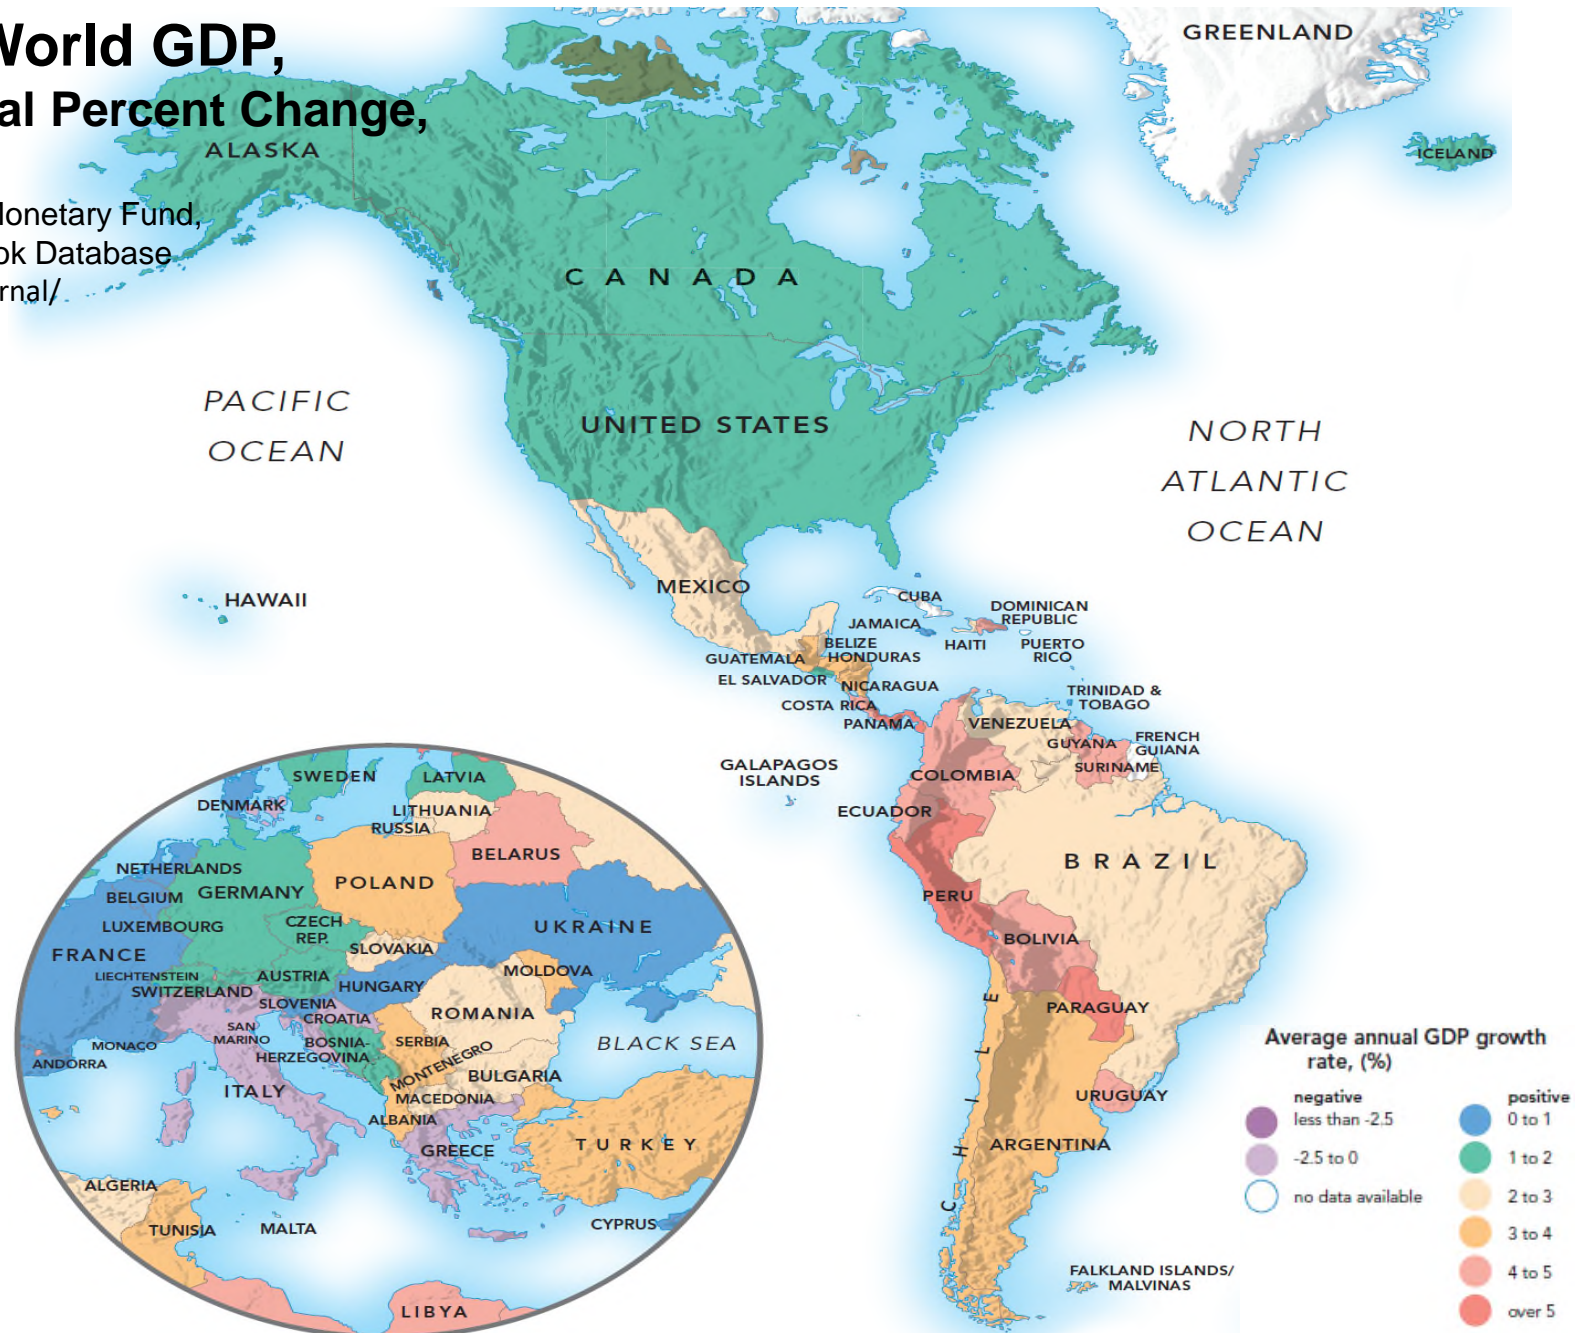 World GDP,
al Percent Change,
Monetary Fund,
ok Database
rnal/
GREENLAND
ICELAND
ALASKA
CANADA
PACIFIC
OCEAN
UNITED STATES
NORTH
ATLANTIC
OCEAN
HAWAII
MEXICO
CUBA
JAMAICA
DOMINICAN
REPUBLIC
HAITI
PUERTO
RICO
BELIZE
GUATEMALA
HONDURAS
EL SALVADOR
NICARAGUA
COSTA RICA
PANAMA
TRINIDAD &
TOBAGO
VENEZUELA
GUYANA
FRENCH
GUIANA
SURINAME
GALAPAGOS
ISLANDS
COLOMBIA
ECUADOR
BRAZIL
PERU
BOLIVIA
PARAGUAY
CHILE
URUGUAY
ARGENTINA
FALKLAND ISLANDS/
MALVINAS
SWEDEN
LATVIA
DENMARK
LITHUANIA
RUSSIA
BELARUS
NETHERLANDS
BELGIUM
GERMANY
POLAND
LUXEMBOURG
CZECH
REP.
UKRAINE
FRANCE
SLOVAKIA
LIECHTENSTEIN
AUSTRIA
SWITZERLAND
HUNGARY
MOLDOVA
SLOVENIA
CROATIA
ROMANIA
SAN
MARINO
MONACO
BOSNIA-
HERZEGOVINA
SERBIA
BLACK SEA
ANDORRA
MONTENEGRO
ITALY
BULGARIA
MACEDONIA
ALBANIA
GREECE
TURKEY
ALGERIA
TUNISIA
MALTA
CYPRUS
LIBYA
Average annual GDP growth
rate, (%)
negative
less than -2.5
-2.5 to 0
no data available
positive
0 to 1
1 to 2
2 to 3
3 to 4
4 to 5
over 5